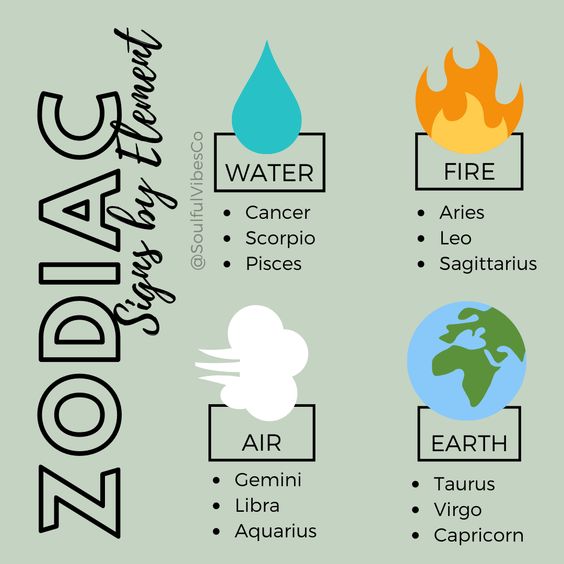 ZODIAC
Signs by Element
@SoulfulVibesCo
WATER
• Cancer
• Scorpio
• Pisces
FIRE
• Aries
• Leo
• Sagittarius
AIR
• Gemini
• Libra
• Aquarius
EARTH
• Taurus
• Virgo
• Capricorn